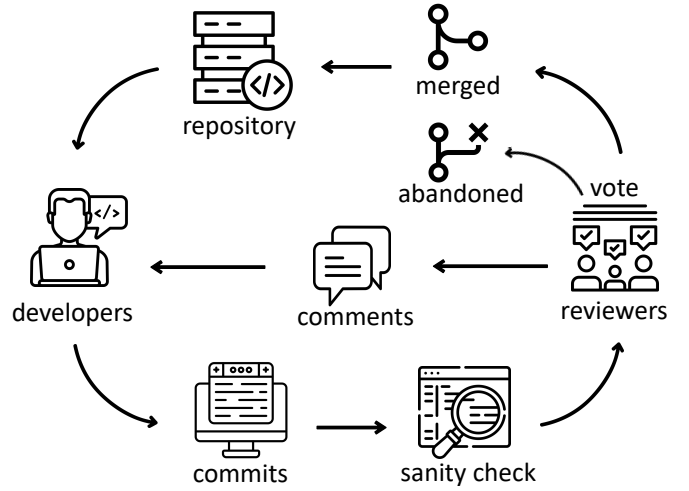 merged
repository
abandoned
vote
</>
developers
comments
reviewers
commits
sanity check